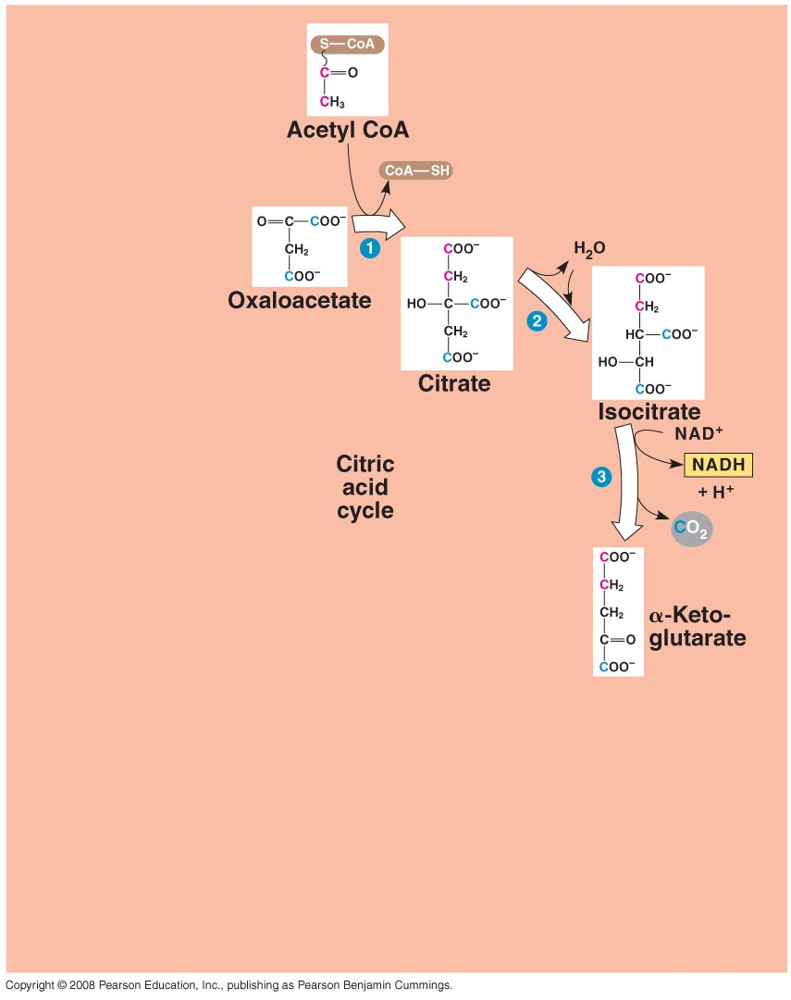 S—CoA
C=O
CH₃
Acetyl CoA
CoA—SH
O=C—COO⁻
CH₂
COO⁻
Oxaloacetate
1
COO⁻
CH₂
HO—C—COO⁻
CH₂
COO⁻
Citrate
H₂O
2
COO⁻
CH₂
HC—COO⁻
HO—CH
COO⁻
Isocitrate
NAD⁺
NADH
+ H⁺
3
CO₂
Citric
acid
cycle
COO⁻
CH₂
CH₂
C=O
COO⁻
α-Keto-
glutarate
Copyright © 2008 Pearson Education, Inc., publishing as Pearson Benjamin Cummings.